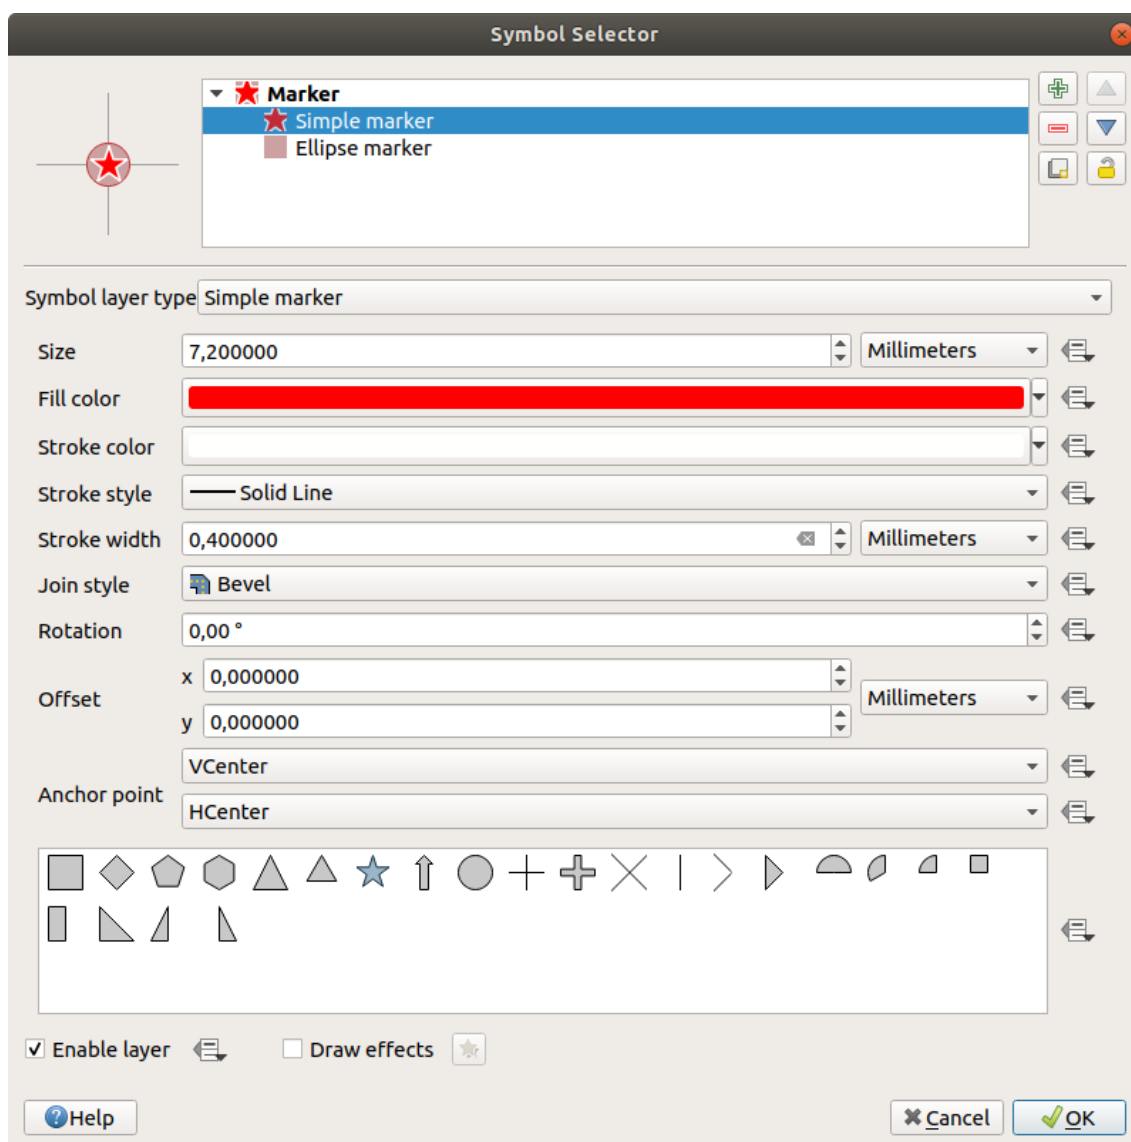 Symbol Selector
Marker
Simple marker
Ellipse marker
Symbol layer type Simple marker
Size 7,200000 Millimeters
Fill color
Stroke color
Stroke style Solid Line
Stroke width 0,400000 Millimeters
Join style Bevel
Rotation 0,00 °
Offset x 0,000000 Millimeters
y 0,000000
Anchor point VCenter
HCenter
Enable layer Draw effects
Help Cancel OK